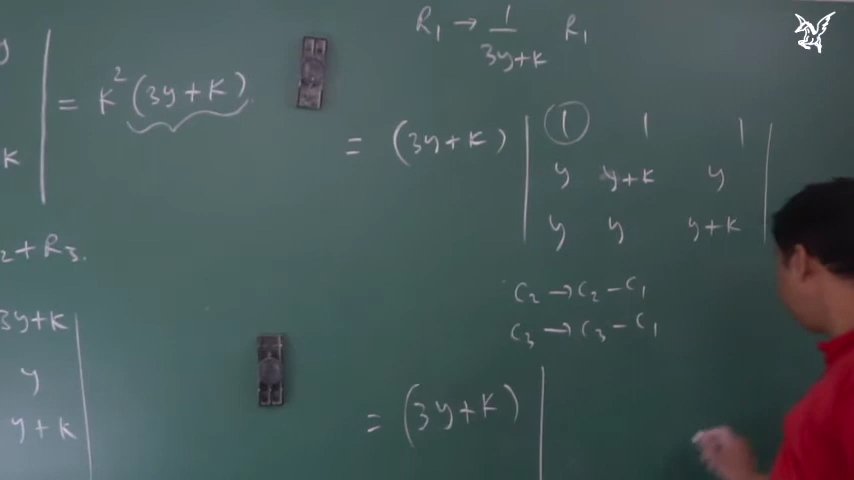 y
k
= k²(3y+k).
₂+R₃.
3y+k
y
y+k
R₁ → 1/(3y+k) R₁
= (3y+k) | 1 1 1 |
y y+k y
y y y+k
C₂ → C₂ – C₁
C₃ → C₃ – C₁
= (3y+k) |